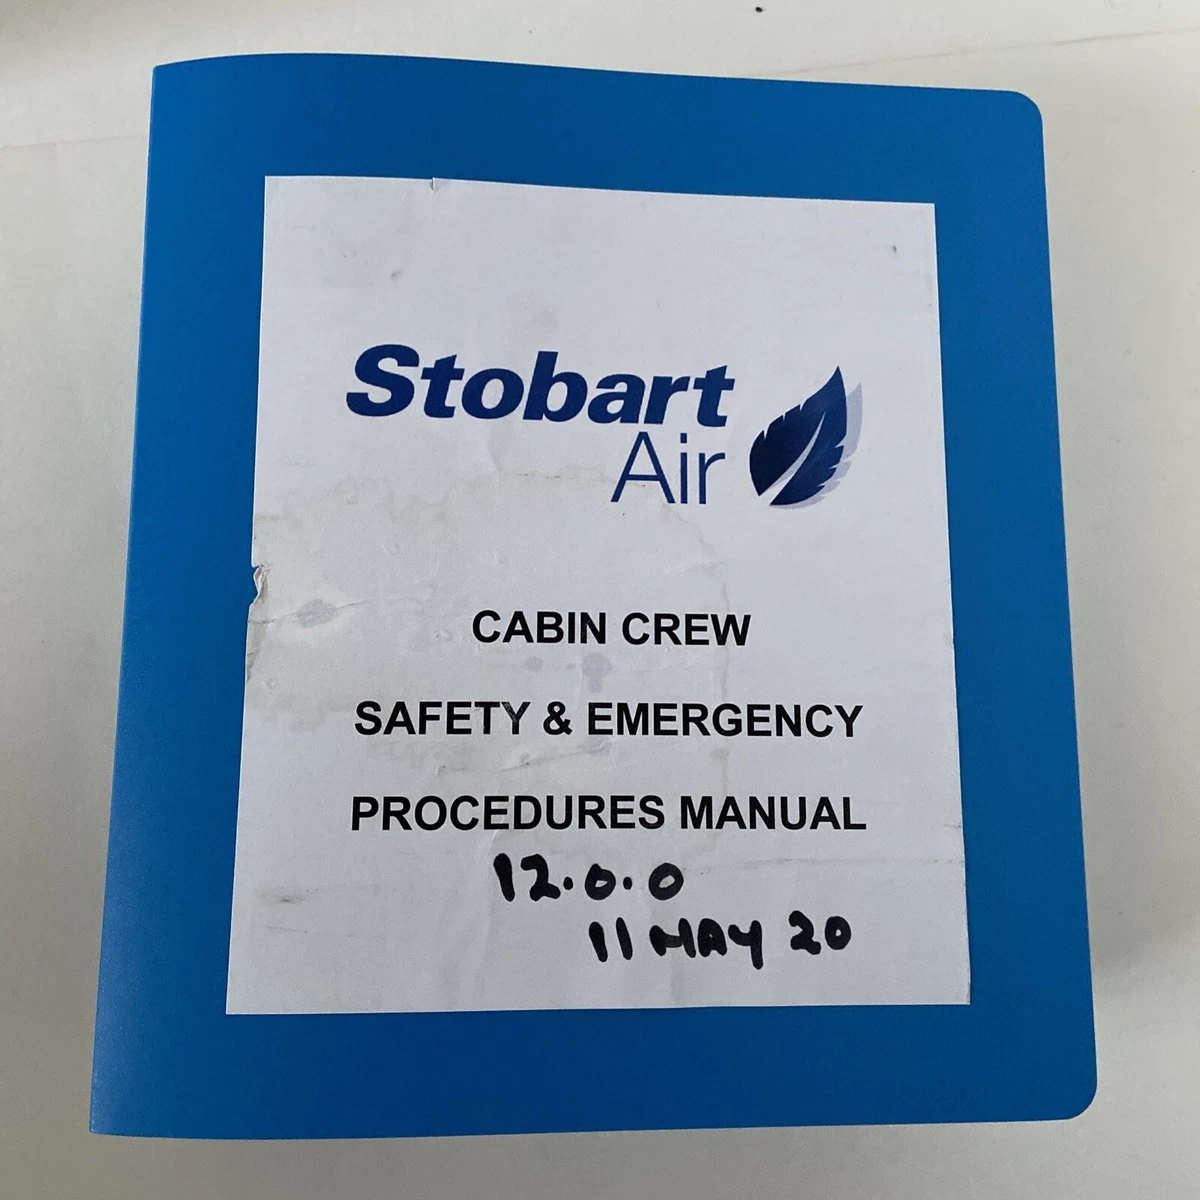 Stobart
Air
CABIN CREW
SAFETY & EMERGENCY
PROCEDURES MANUAL
12.0.0
11 MAY 20